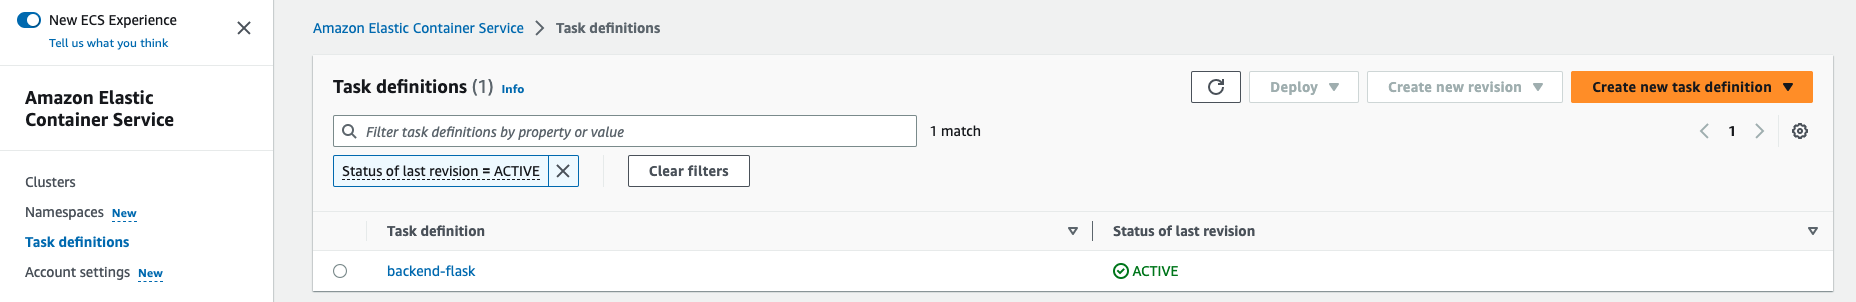 New ECS Experience
Tell us what you think
Amazon Elastic
Container Service
Clusters
Namespaces New
Task definitions
Account settings New
Amazon Elastic Container Service > Task definitions
Task definitions (1) Info
Deploy
Create new revision
Create new task definition
Filter task definitions by property or value
1 match
1
Status of last revision = ACTIVE
Clear filters
Task definition
Status of last revision
backend-flask
ACTIVE